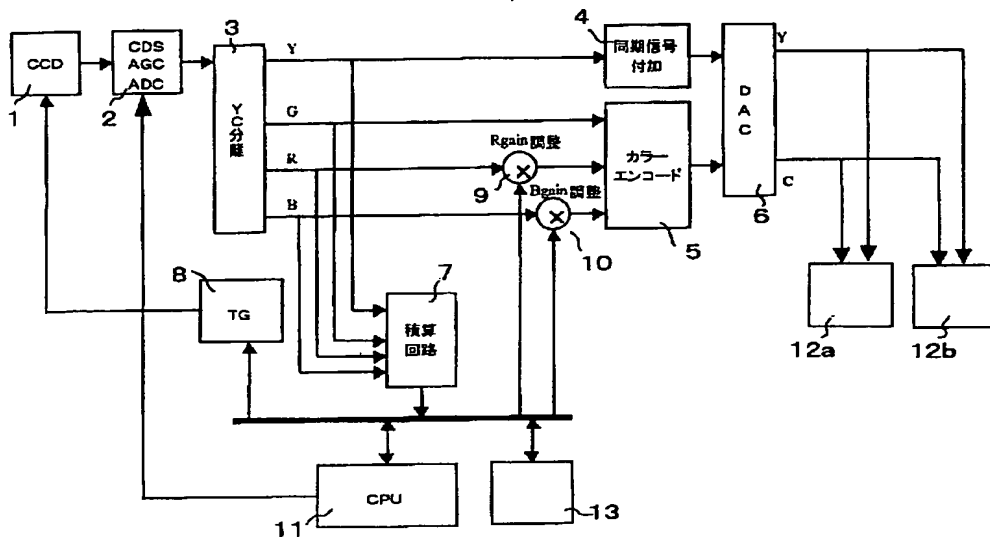 CCD
1
CDS
AGC
ADC
2
3
YC分離
Y
G
R
B
4
同期信号
付加
Rgain調整
9
Bgain調整
10
カラー
エンコード
5
DAC
6
Y
C
8
TG
7
積算
回路
12a
12b
CPU
11
13